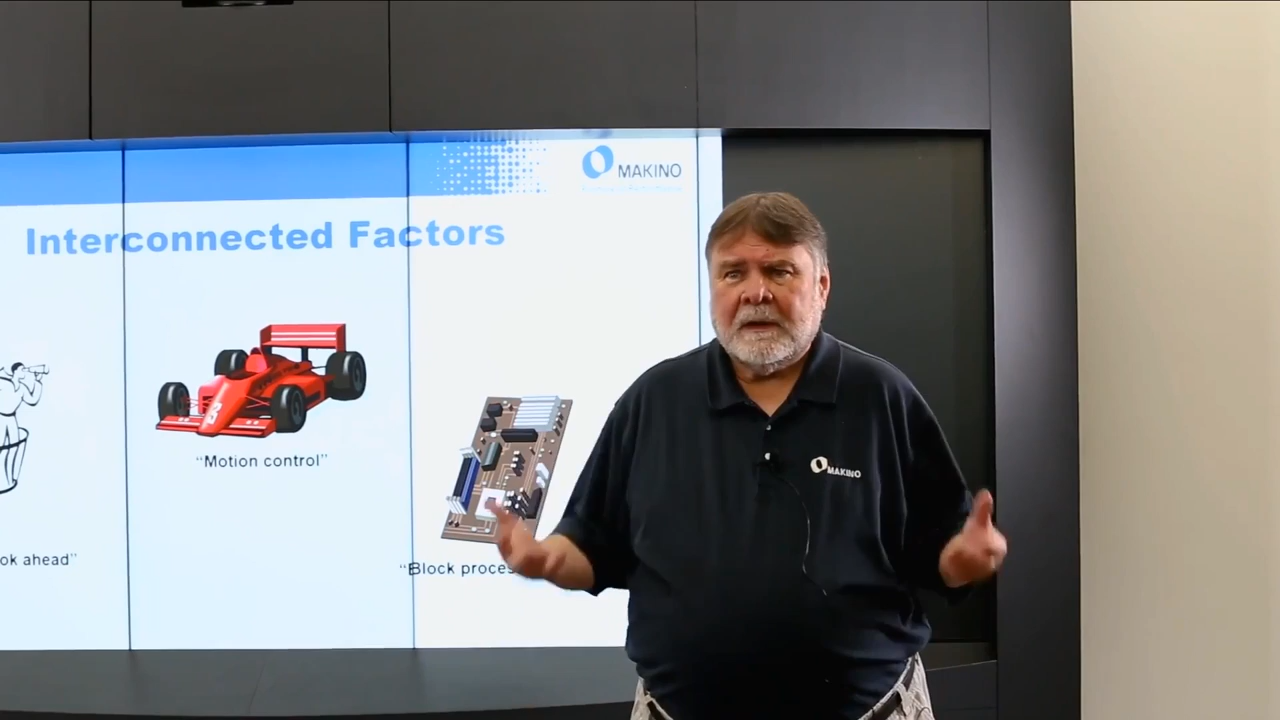 MAKINO
Interconnected Factors
"Motion control"
ok ahead"
"Block proces
MAKINO